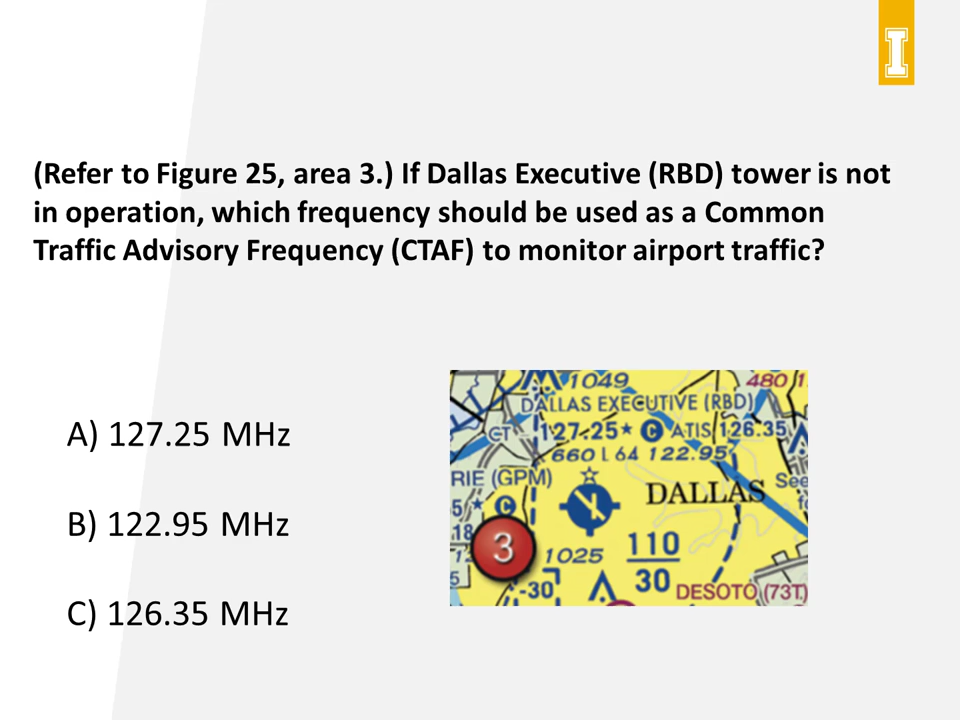 I
(Refer to Figure 25, area 3.) If Dallas Executive (RBD) tower is not
in operation, which frequency should be used as a Common
Traffic Advisory Frequency (CTAF) to monitor airport traffic?
A) 127.25 MHz
B) 122.95 MHz
C) 126.35 MHz
1049
480
DALLAS EXECUTIVE (RBD)
CT 127.25★ C ATIS 126.35
660 L 64 122.95
RIE (GPM)
See
DALLAS
C
3
1025
110
30
-30
DESOTO (73T)